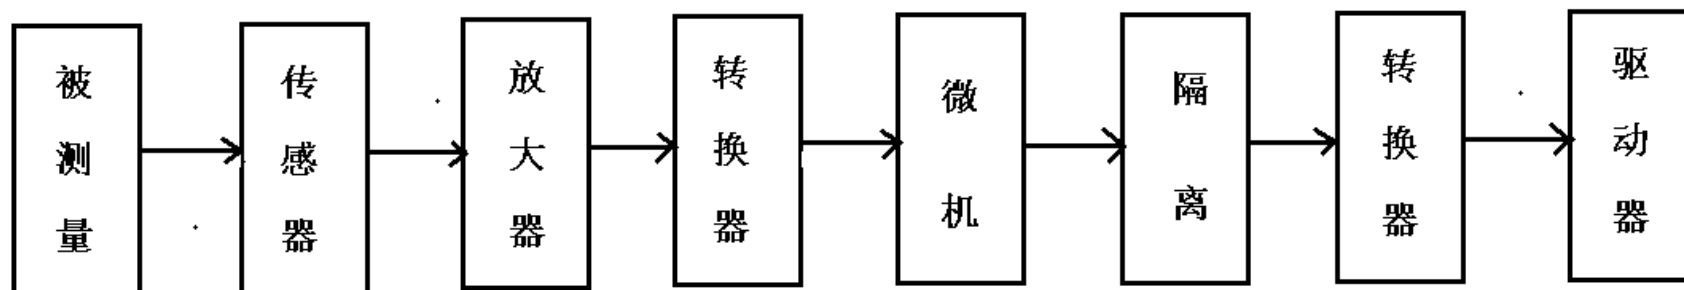 被测量
传感器
放大器
转换器
微机
隔离
转换器
驱动器